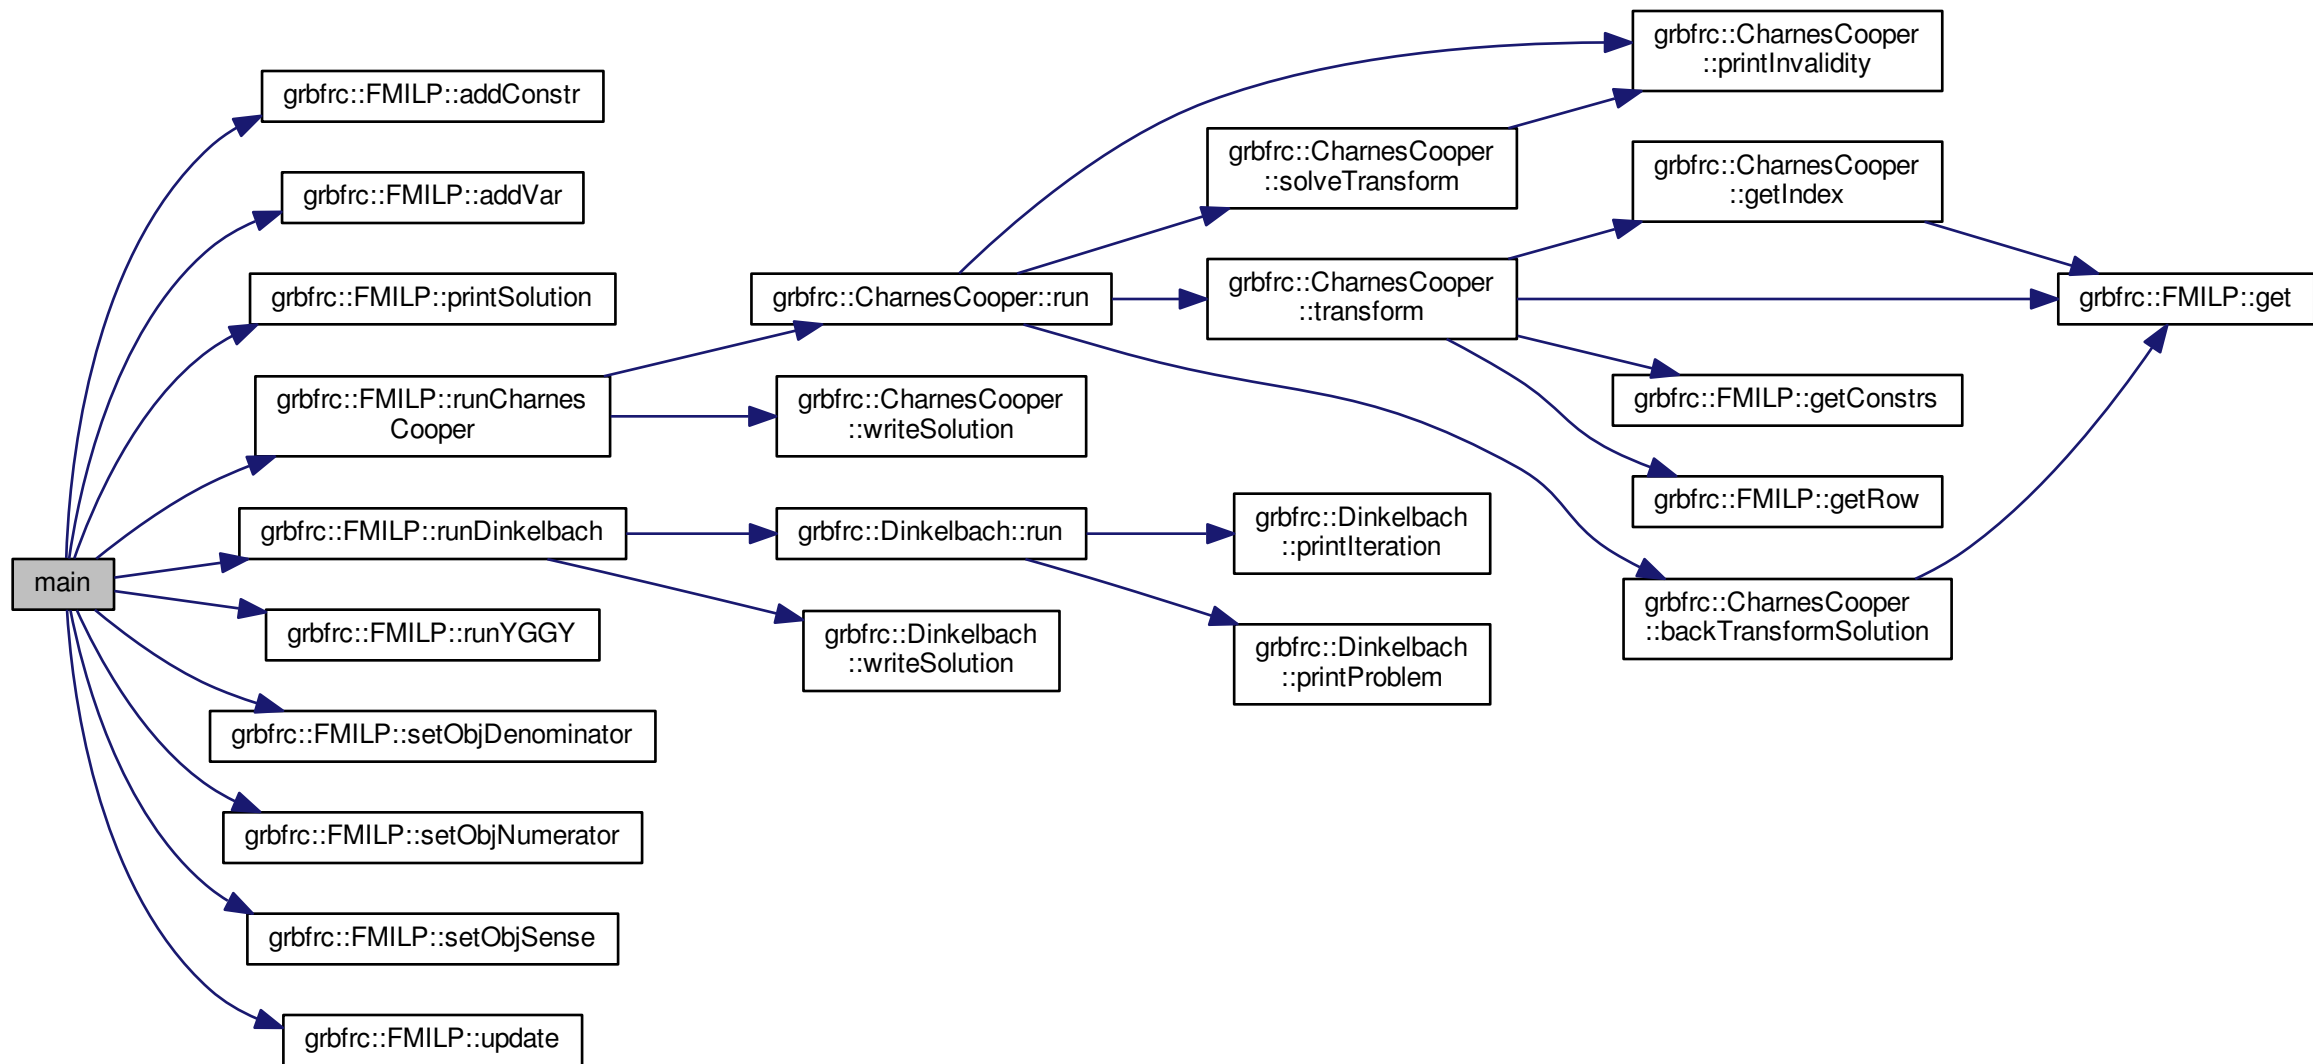 main
grbfrc::FMILP::addConstr
grbfrc::FMILP::addVar
grbfrc::FMILP::printSolution
grbfrc::FMILP::runCharnes
Cooper
grbfrc::FMILP::runDinkelbach
grbfrc::FMILP::runYGGY
grbfrc::FMILP::setObjDenominator
grbfrc::FMILP::setObjNumerator
grbfrc::FMILP::setObjSense
grbfrc::FMILP::update
grbfrc::CharnesCooper::run
grbfrc::CharnesCooper
::writeSolution
grbfrc::Dinkelbach::run
grbfrc::Dinkelbach
::writeSolution
grbfrc::CharnesCooper
::solveTransform
grbfrc::CharnesCooper
::transform
grbfrc::Dinkelbach
::printIteration
grbfrc::Dinkelbach
::printProblem
grbfrc::CharnesCooper
::printInvalidity
grbfrc::CharnesCooper
::getIndex
grbfrc::FMILP::getConstrs
grbfrc::FMILP::getRow
grbfrc::CharnesCooper
::backTransformSolution
grbfrc::FMILP::get